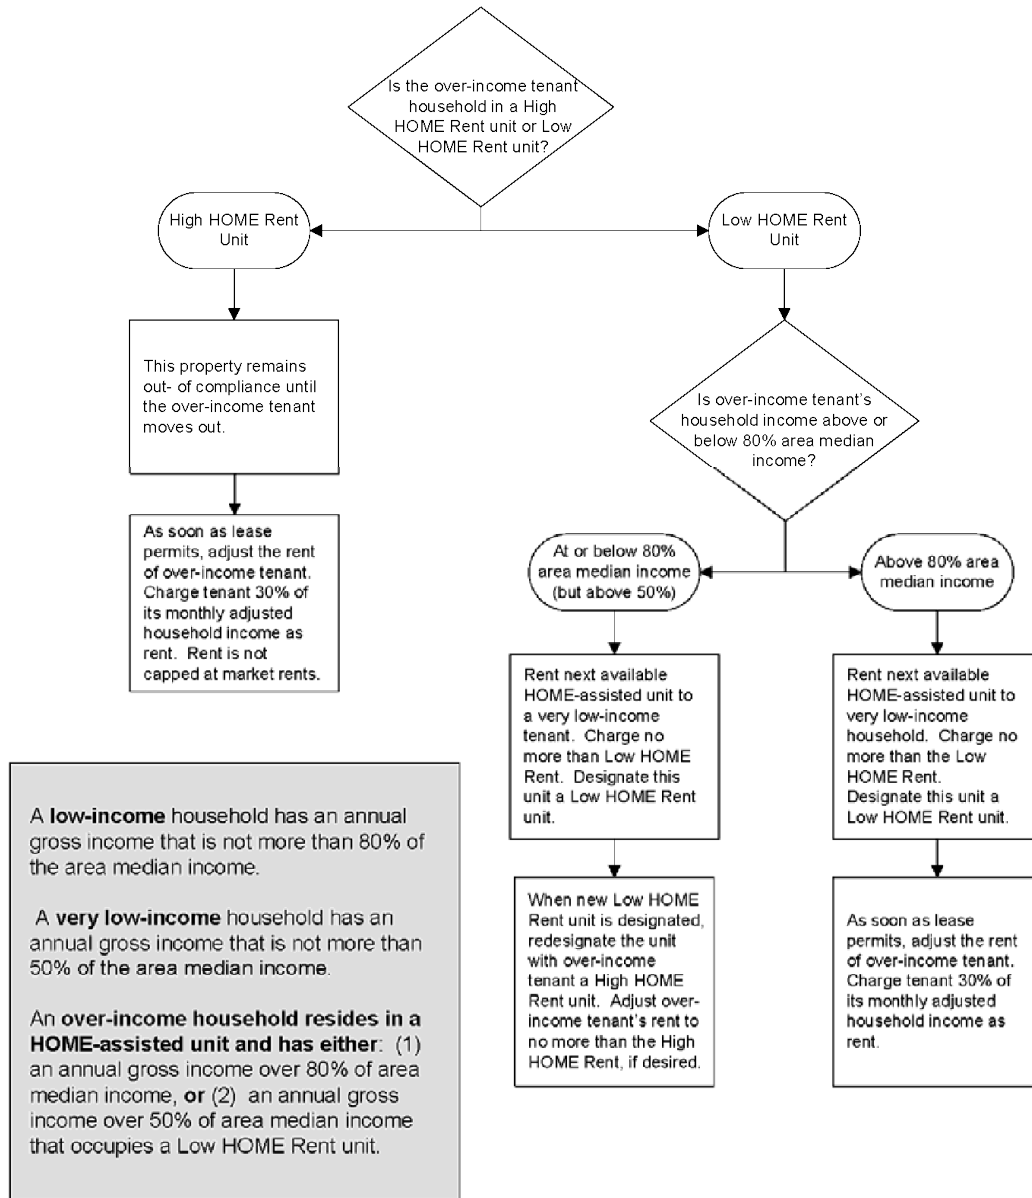 Is the over-income tenant
household in a High
HOME Rent unit or Low
HOME Rent unit?
High HOME Rent
Unit
Low HOME Rent
Unit
This property remains
out- of compliance until
the over-income tenant
moves out.
As soon as lease
permits, adjust the rent
of over-income tenant.
Charge tenant 30% of
its monthly adjusted
household income as
rent. Rent is not
capped at market rents.
Is over-income tenant's
household income above or
below 80% area median
income?
At or below 80%
area median income
(but above 50%)
Above 80% area
median income
Rent next available
HOME-assisted unit to
a very low-income
tenant. Charge no
more than Low HOME
Rent. Designate this
unit a Low HOME Rent
unit.
Rent next available
HOME-assisted unit to
very low-income
household. Charge no
more than the Low
HOME Rent.
Designate this unit a
Low HOME Rent unit.
When new Low HOME
Rent unit is designated,
redesignate the unit
with over-income
tenant a High HOME
Rent unit. Adjust over-
income tenant's rent to
no more than the High
HOME Rent, if desired.
As soon as lease
permits, adjust the rent
of over-income tenant.
Charge tenant 30% of
its monthly adjusted
household income as
rent.
A low-income household has an annual
gross income that is not more than 80% of
the area median income.
A very low-income household has an
annual gross income that is not more than
50% of the area median income.
An over-income household resides in a
HOME-assisted unit and has either: (1)
an annual gross income over 80% of area
median income, or (2) an annual gross
income over 50% of area median income
that occupies a Low HOME Rent unit.